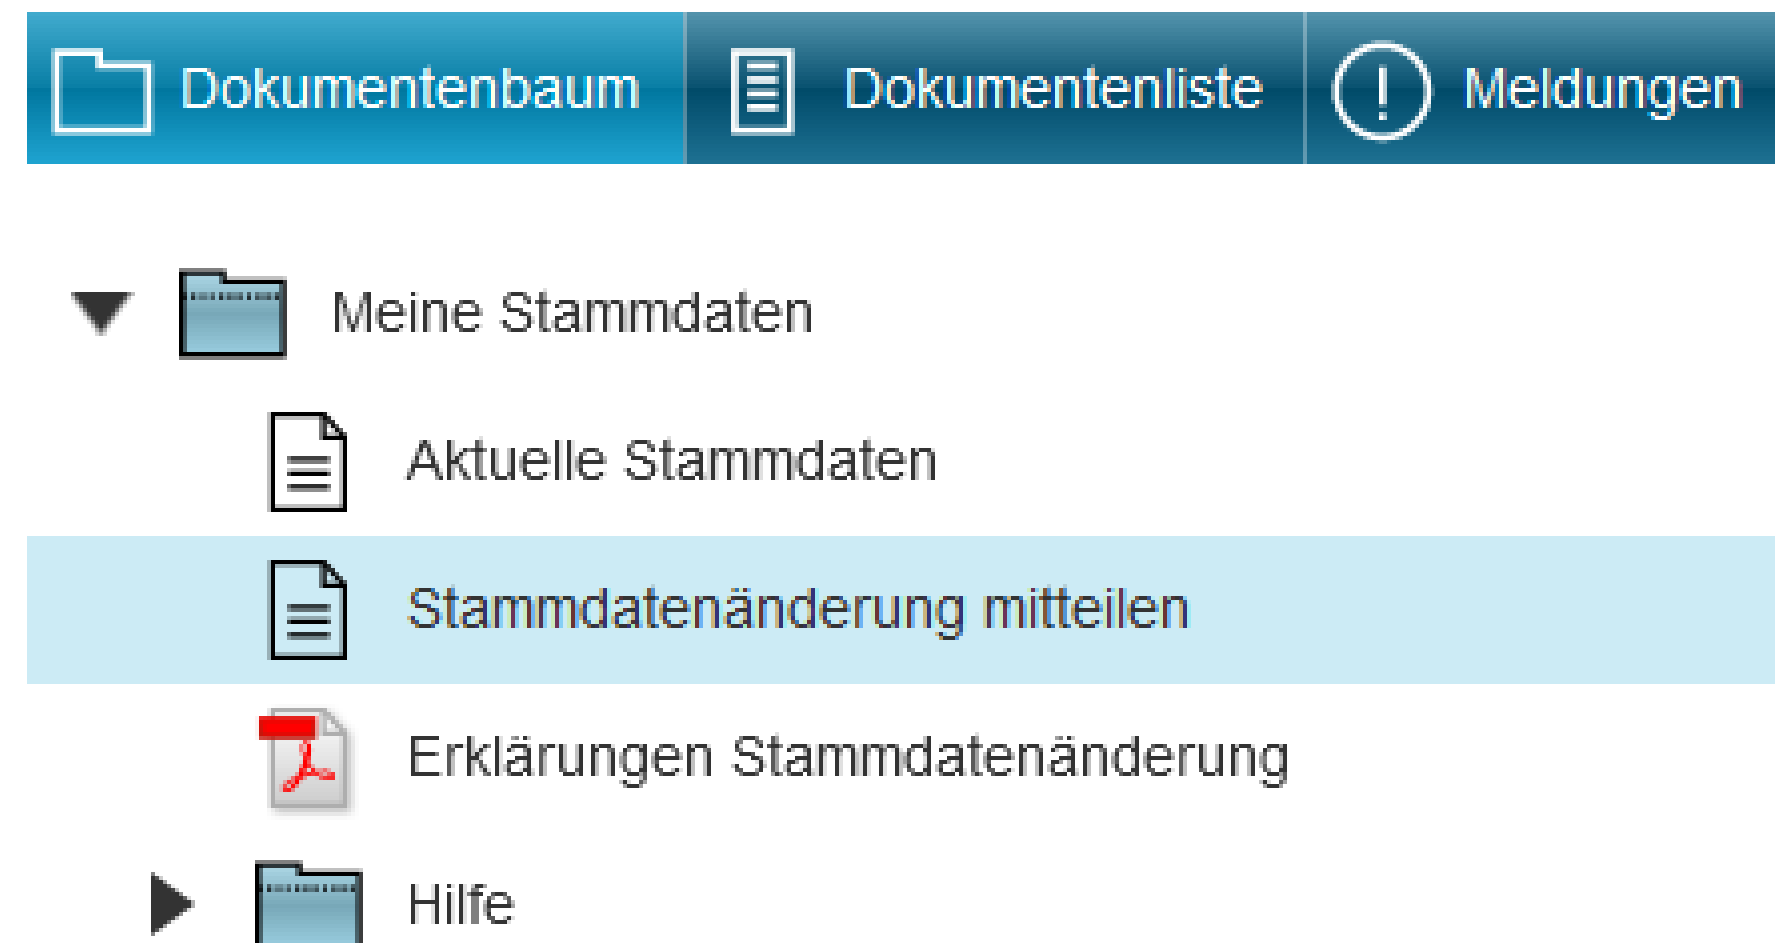 Dokumentenbaum Dokumentenliste Meldungen
Meine Stammdaten
Aktuelle Stammdaten
Stammdatenänderung mitteilen
Erklärungen Stammdatenänderung
Hilfe